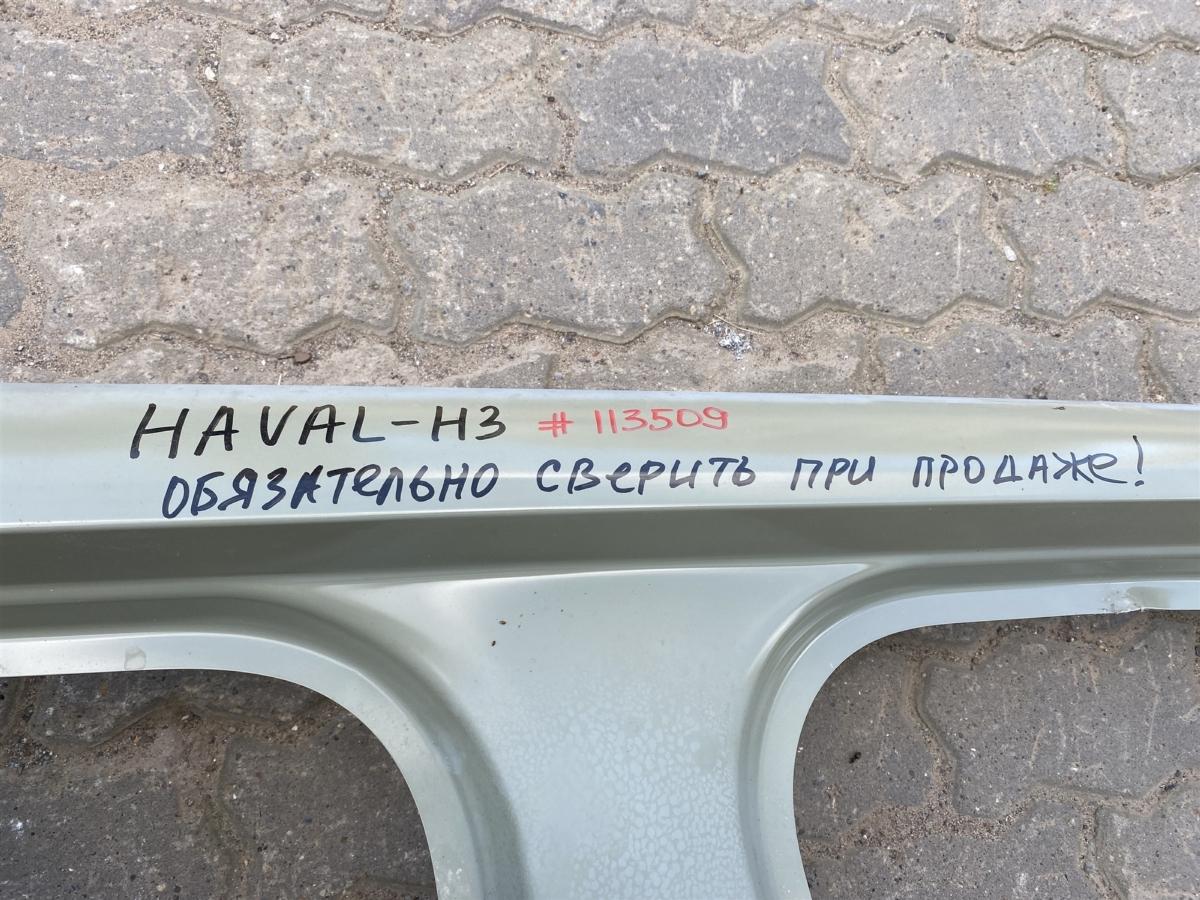 HAVAL-H3 # 113509
ОБЯЗАТЕЛЬНО СВЕРИТЬ ПРИ ПРОДАЖЕ!